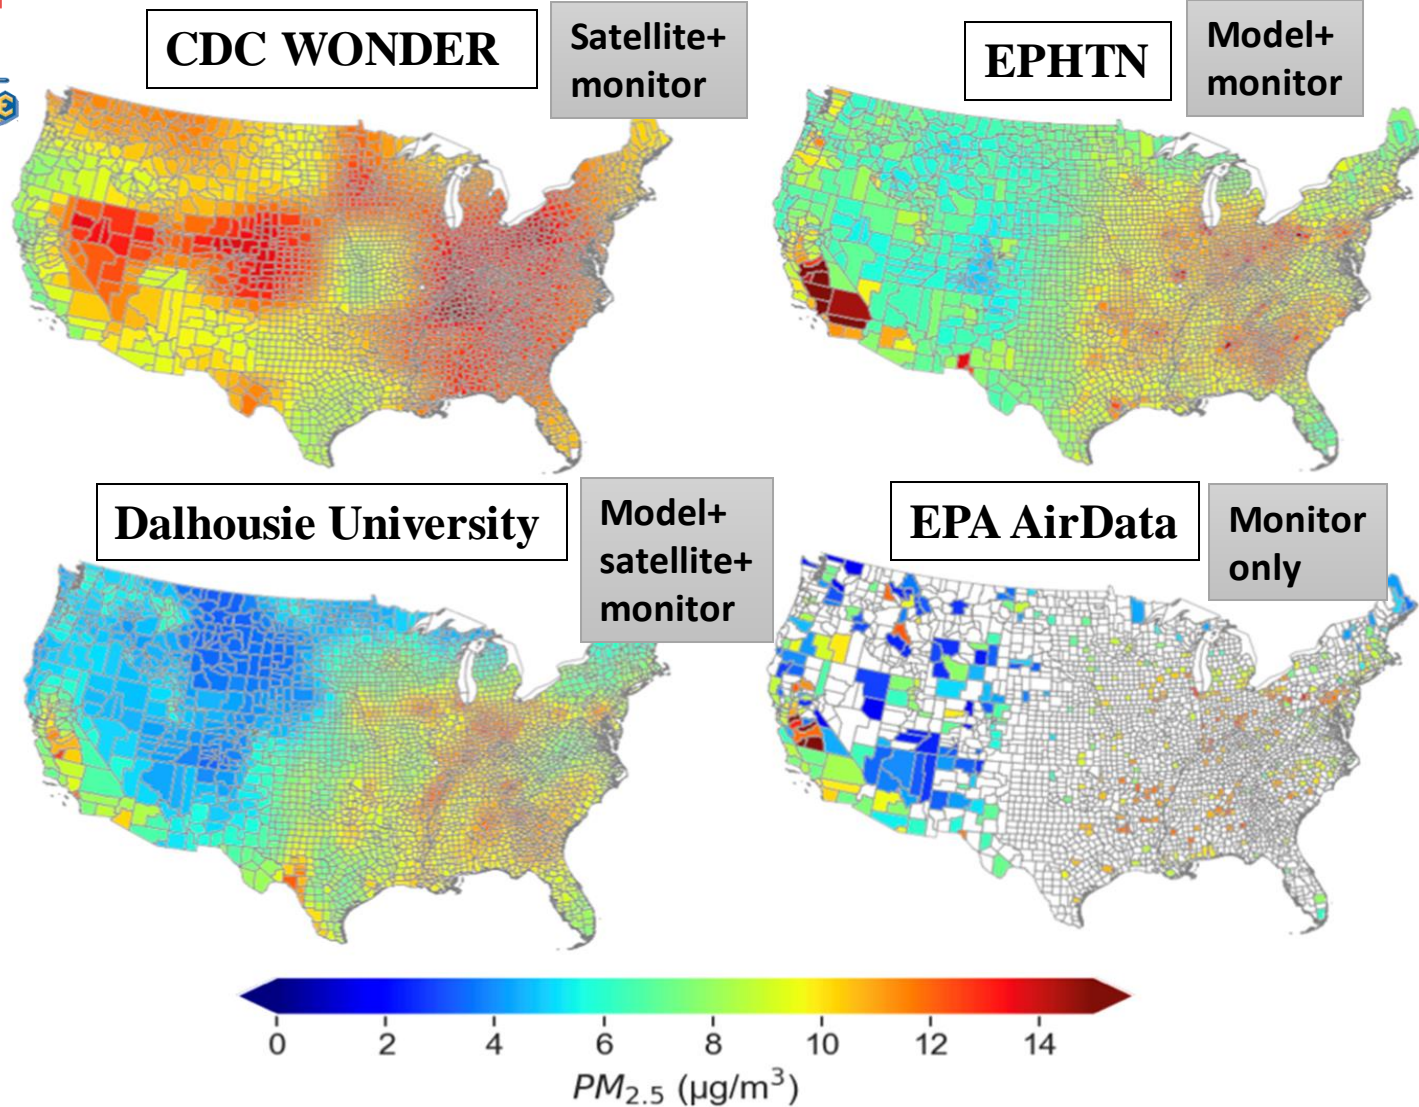 CDC WONDER
Satellite+
monitor
EPHTN
Model+
monitor
Dalhousie University
Model+
satellite+
monitor
EPA AirData
Monitor
only
0 2 4 6 8 10 12 14
PM2.5 (µg/m³)